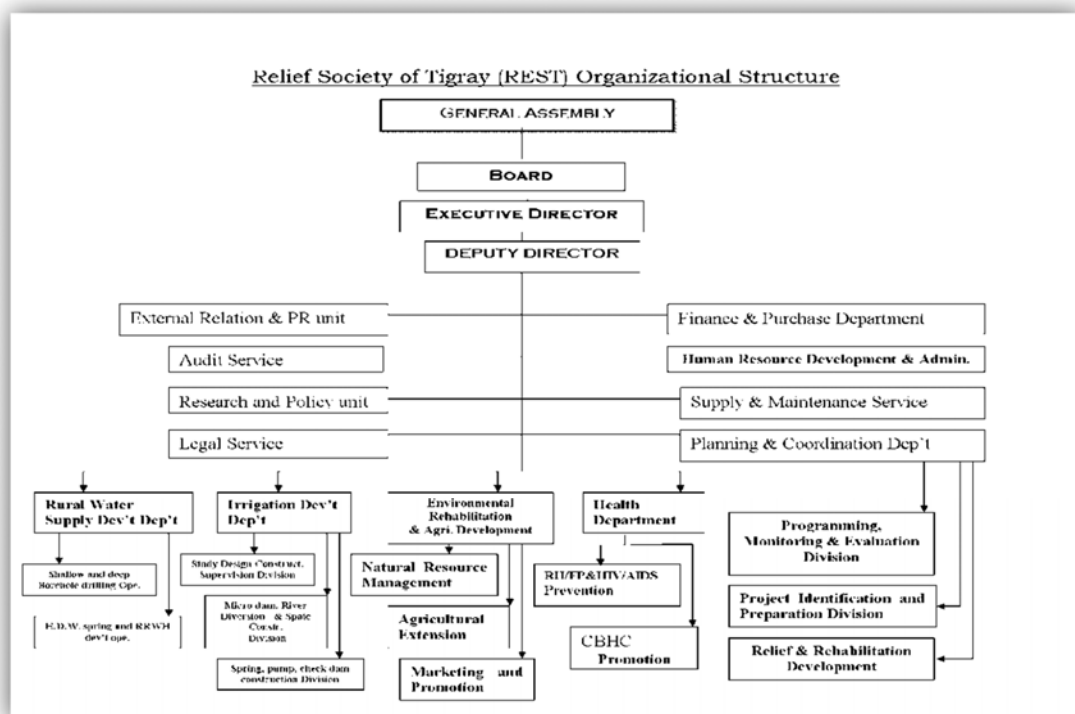 Relief Society of Tigray (REST) Organizational Structure
GENERAL ASSEMBLY
BOARD
EXECUTIVE DIRECTOR
DEPUTY DIRECTOR
External Relation & PR unit
Finance & Purchase Department
Audit Service
Human Resource Development & Admin.
Research and Policy unit
Supply & Maintenance Service
Legal Service
Planning & Coordination Dep't
Rural Water
Supply Dev't Dep't
Shallow and deep
Borehole drilling Ope.
H.D.W. spring and RRWH
dev't ope.
Irrigation Dev't
Dep't
Study Design Construct.
Supervision Division
Micro dam, River
Diversion & Spate
Constr.
Division
Spring, pump, check dam
construction Division
Environmental
Rehabilitation
& Agri. Development
Natural Resource
Management
Agricultural
Extension
Marketing and
Promotion
Health
Department
RH/FP&HIV/AIDS
Prevention
CBHC
Promotion
Programming,
Monitoring & Evaluation
Division
Project Identification and
Preparation Division
Relief & Rehabilitation
Development